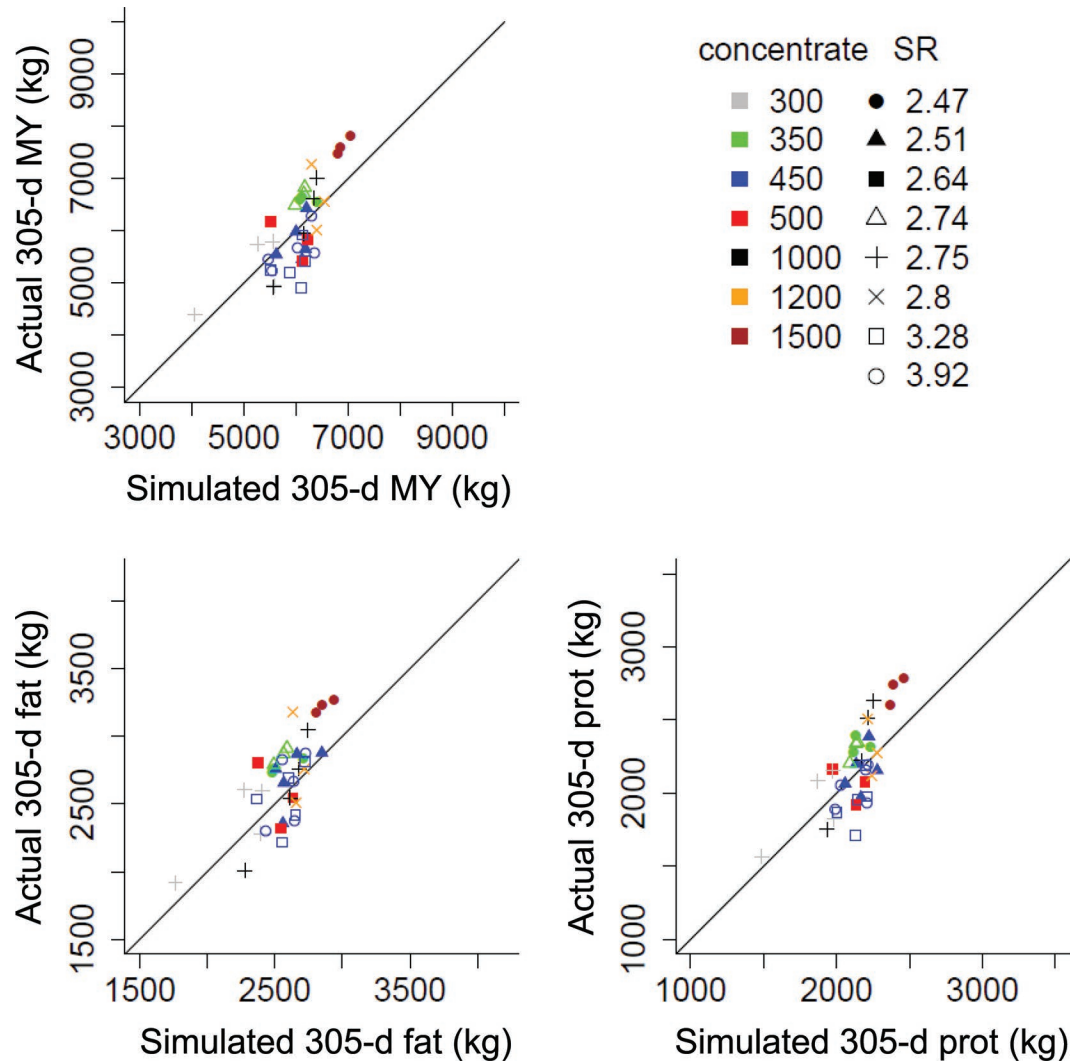 Actual 305-d MY (kg)
9000
7000
5000
3000
3000 5000 7000 9000
Simulated 305-d MY (kg)
concentrate SR
300 2.47
350 2.51
450 2.64
500 2.74
1000 2.75
1200 2.8
1500 3.28
3.92
Actual 305-d fat (kg)
3500
2500
1500
1500 2500 3500
Simulated 305-d fat (kg)
Actual 305-d prot (kg)
3000
2000
1000
1000 2000 3000
Simulated 305-d prot (kg)